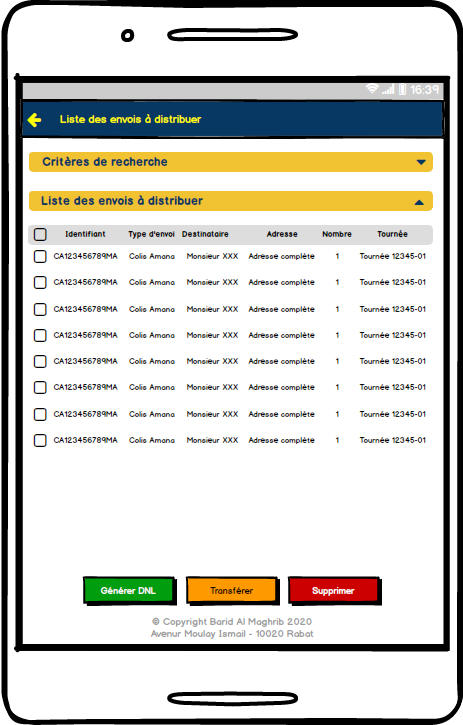 16:39
Liste des envois à distribuer
Critères de recherche
Liste des envois à distribuer
Identifiant Type d'envoi Destinataire Adresse Nombre Tournée
CA123456789MA Colis Amana Monsieur XXX Adresse complète 1 Tournée 12345-01
CA123456789MA Colis Amana Monsieur XXX Adresse complète 1 Tournée 12345-01
CA123456789MA Colis Amana Monsieur XXX Adresse complète 1 Tournée 12345-01
CA123456789MA Colis Amana Monsieur XXX Adresse complète 1 Tournée 12345-01
CA123456789MA Colis Amana Monsieur XXX Adresse complète 1 Tournée 12345-01
CA123456789MA Colis Amana Monsieur XXX Adresse complète 1 Tournée 12345-01
CA123456789MA Colis Amana Monsieur XXX Adresse complète 1 Tournée 12345-01
CA123456789MA Colis Amana Monsieur XXX Adresse complète 1 Tournée 12345-01
Générer DNL Transférer Supprimer
© Copyright Barid Al Maghrib 2020
Avenur Moulay Ismail - 10020 Rabat